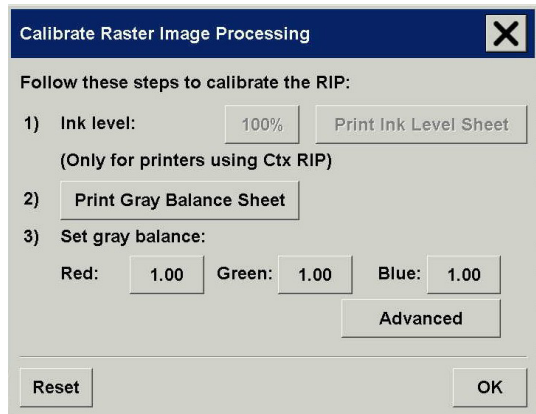 Calibrate Raster Image Processing
Follow these steps to calibrate the RIP:
1) Ink level: 100% Print Ink Level Sheet
(Only for printers using Ctx RIP)
2) Print Gray Balance Sheet
3) Set gray balance:
Red: 1.00 Green: 1.00 Blue: 1.00
Advanced
Reset OK